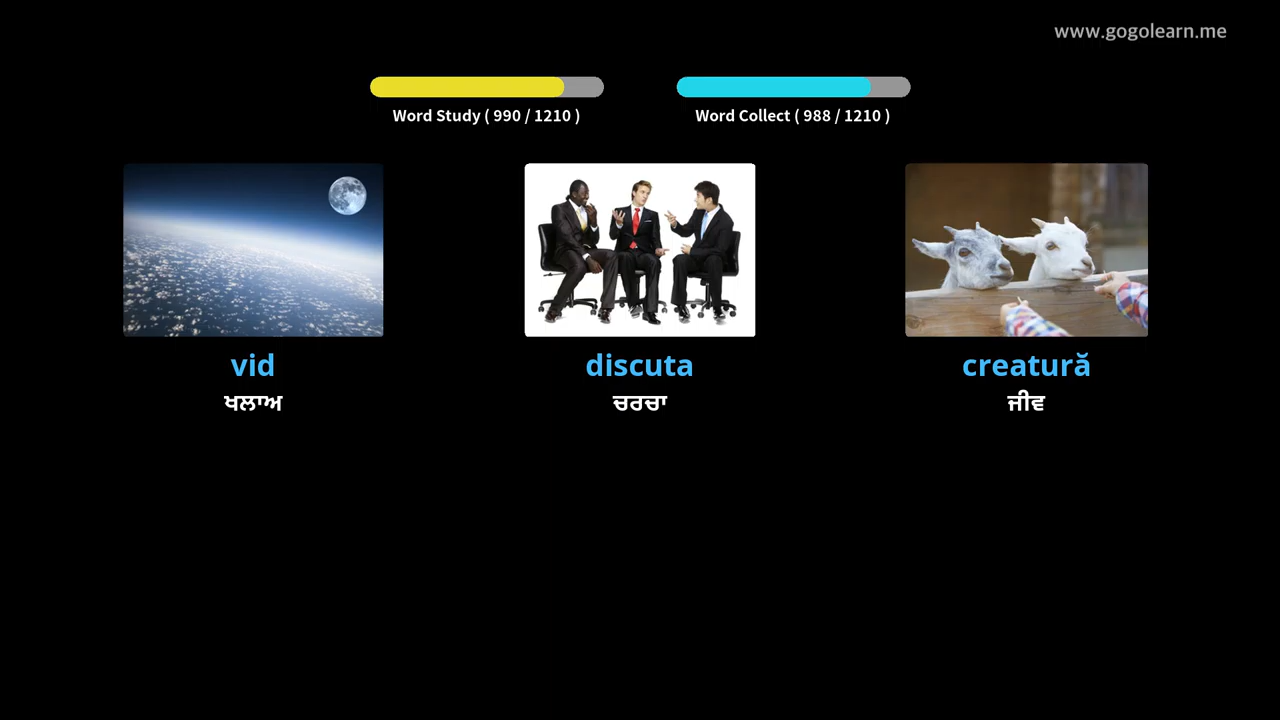 www.gogolearn.me
Word Study ( 990 / 1210 )
Word Collect ( 988 / 1210 )
vid
ਖਲਾਅ
discuta
ਚਰਚਾ
creatură
ਜੀਵ